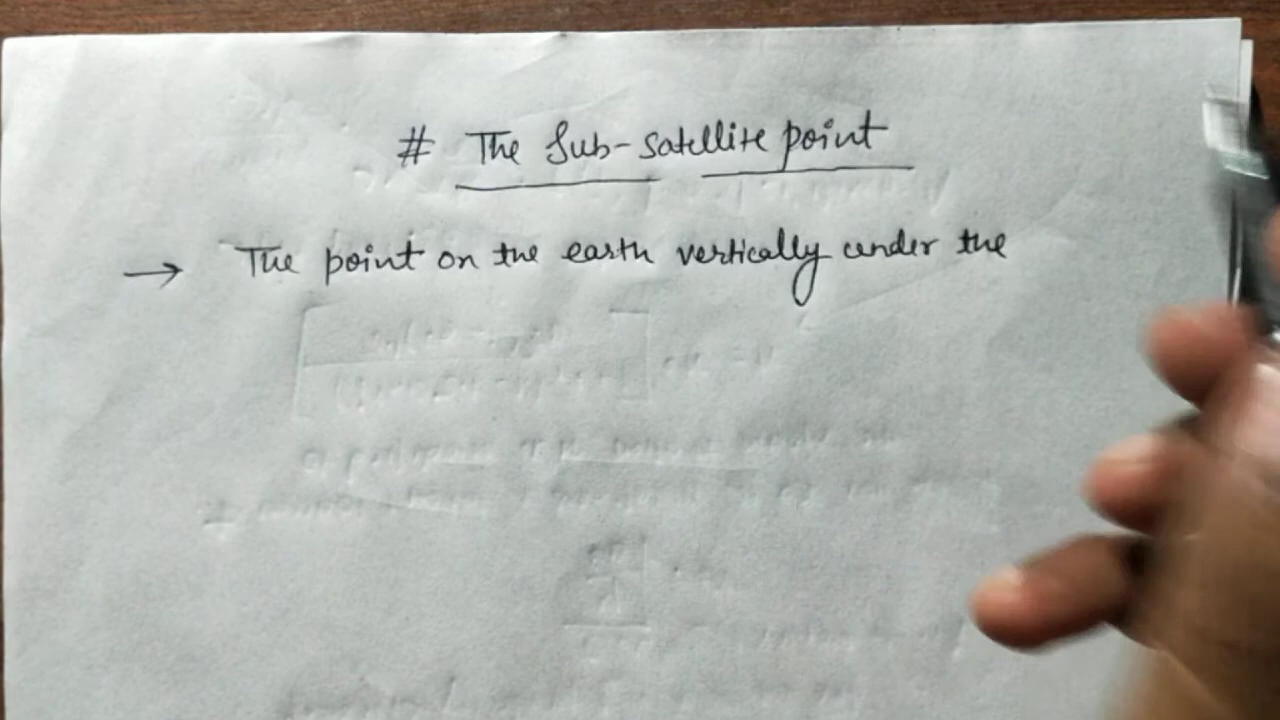 # The Sub-satellite point
→ The point on the earth vertically under the